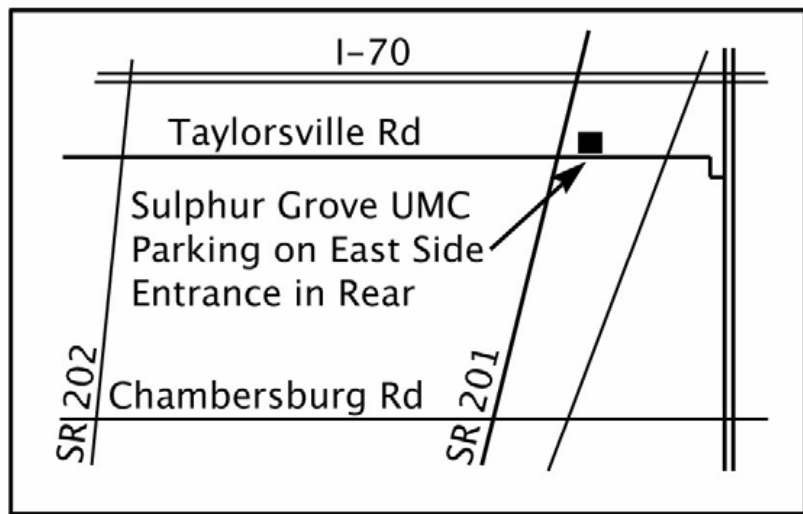 I-70
Taylorsville Rd
Sulphur Grove UMC
Parking on East Side
Entrance in Rear
SR 202
Chambersburg Rd
SR 201